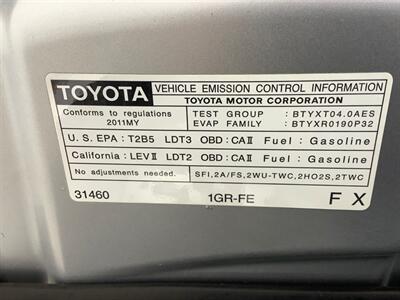 TOYOTA VEHICLE EMISSION CONTROL INFORMATION
TOYOTA MOTOR CORPORATION
Conforms to regulations TEST GROUP : BTYXT04.0AES
2011MY EVAP FAMILY : BTYXR0190P32
U.S. EPA : T2B5 LDT3 OBD : CAⅡ Fuel : Gasoline
California : LEVⅡ LDT2 OBD : CAⅡ Fuel : Gasoline
No adjustments needed. SFI,2A/FS,2WU-TWC,2HO2S,2TWC
31460 1GR-FE F X